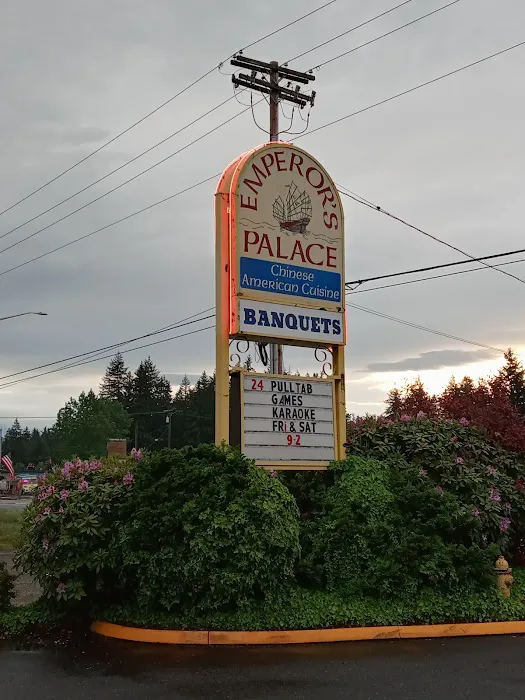 EMPEROR'S
PALACE
Chinese
American Cuisine
BANQUETS
24 PULLTAB
GAMES
KARAOKE
FRI & SAT
9-2